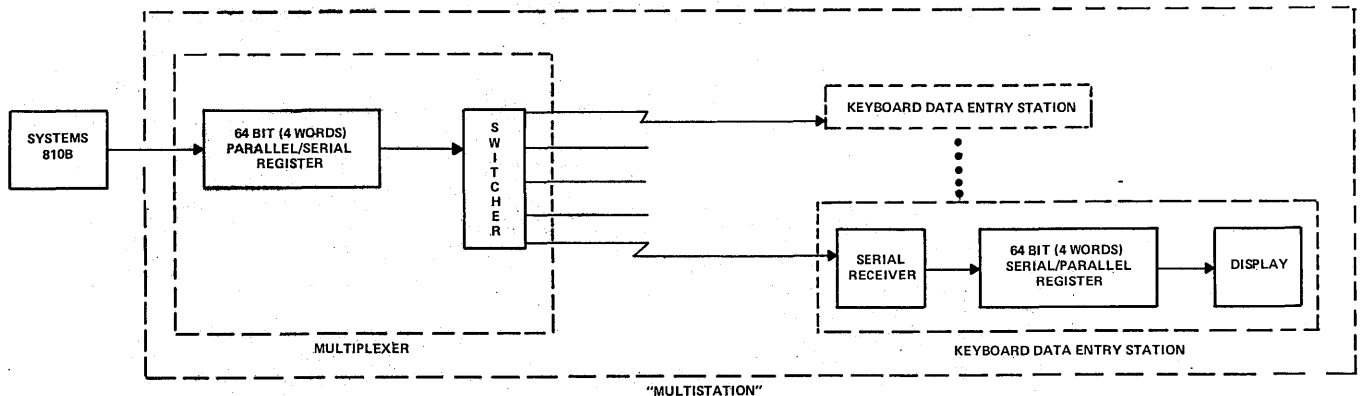 SYSTEMS
810B
64 BIT (4 WORDS)
PARALLEL/SERIAL
REGISTER
SWITCHER
MULTIPLEXER
KEYBOARD DATA ENTRY STATION
SERIAL
RECEIVER
64 BIT (4 WORDS)
SERIAL/PARALLEL
REGISTER
DISPLAY
KEYBOARD DATA ENTRY STATION
"MULTISTATION"